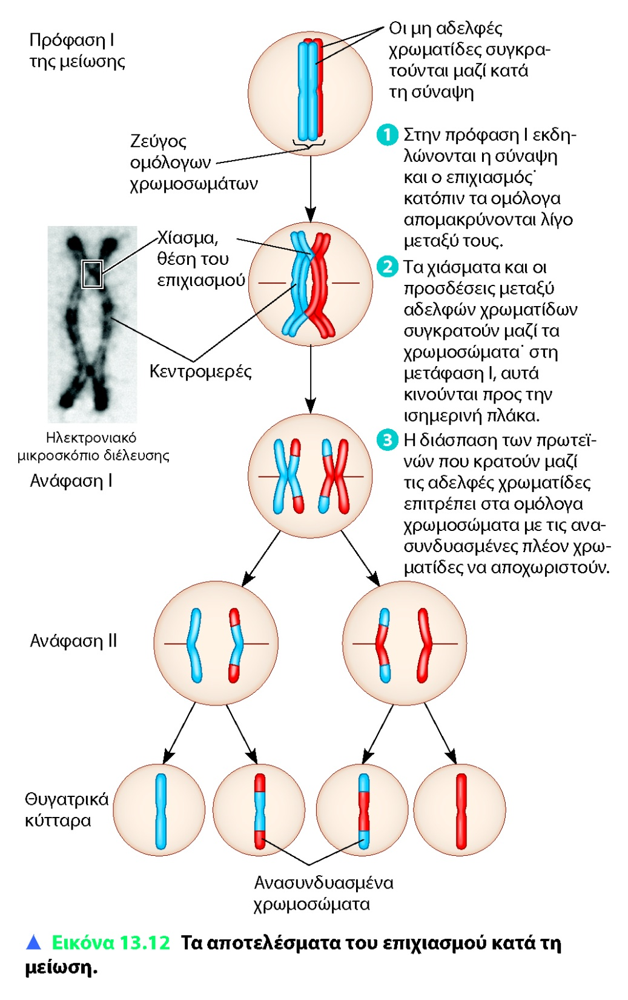 Πρόφαση Ι
της μείωσης
Οι μη αδελφές
χρωματίδες συγκρα-
τούνται μαζί κατά
τη σύναψη
Ζεύγος
ομόλογων
χρωμοσωμάτων
1 Στην πρόφαση Ι εκδη-
λώνονται η σύναψη
και ο επιχιασμός˙
κατόπιν τα ομόλογα
απομακρύνονται λίγο
μεταξύ τους.
Χίασμα,
θέση του
επιχιασμού
Κεντρομερές
2 Τα χιάσματα και οι
προσδέσεις μεταξύ
αδελφών χρωματίδων
συγκρατούν μαζί τα
χρωμοσώματα˙ στη
μετάφαση Ι, αυτά
κινούνται προς την
ισημερινή πλάκα.
Ηλεκτρονιακό
μικροσκόπιο διέλευσης
Ανάφαση Ι
3 Η διάσπαση των πρωτεϊ-
νών που κρατούν μαζί
τις αδελφές χρωματίδες
επιτρέπει στα ομόλογα
χρωμοσώματα με τις ανα-
συνδυασμένες πλέον χρω-
ματίδες να αποχωριστούν.
Ανάφαση ΙΙ
Θυγατρικά
κύτταρα
Ανασυνδυασμένα
χρωμοσώματα
▲ Εικόνα 13.12 Τα αποτελέσματα του επιχιασμού κατά τη
μείωση.